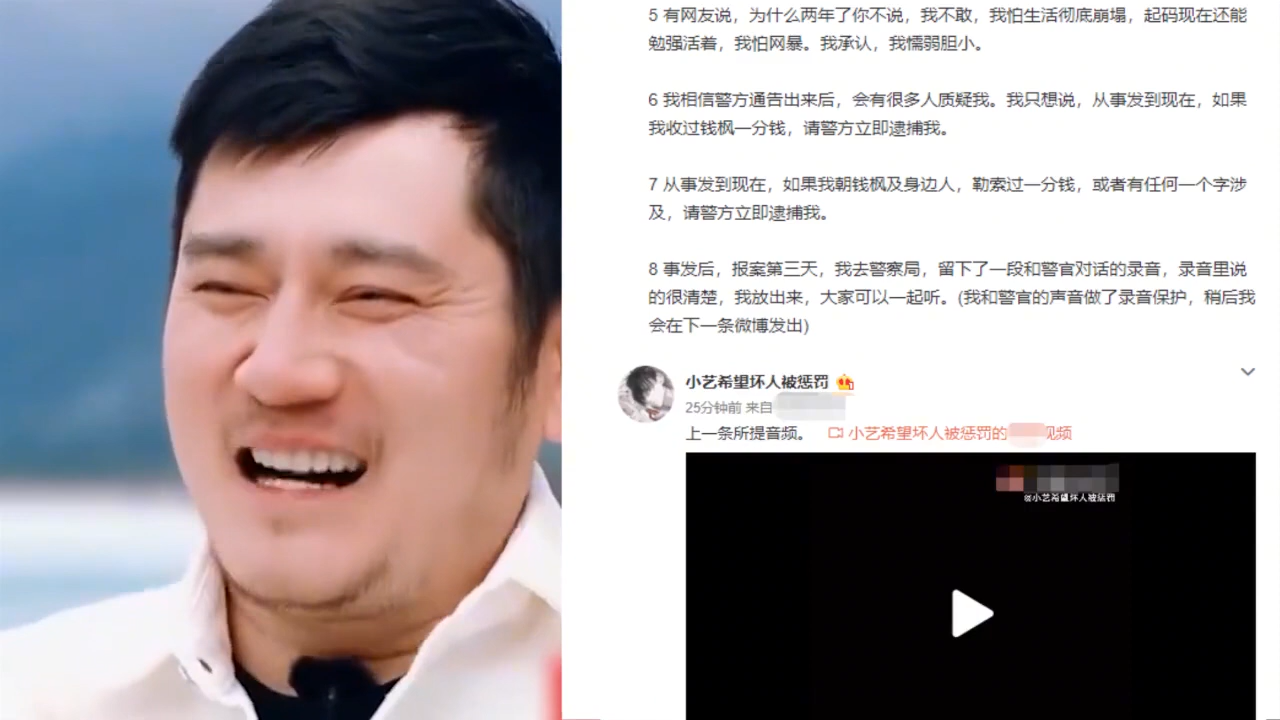 5 有网友说，为什么两年了你不说，我不敢，我怕生活彻底崩塌，起码现在还能
勉强活着，我怕网暴。我承认，我懦弱胆小。
6 我相信警方通告出来后，会有很多人质疑我。我只想说，从事发到现在，如果
我收过钱枫一分钱，请警方立即逮捕我。
7 从事发到现在，如果我朝钱枫及身边人，勒索过一分钱，或者有任何一个字涉
及，请警方立即逮捕我。
8 事发后，报案第三天，我去警察局，留下了一段和警官对话的录音，录音里说
的很清楚，我放出来，大家可以一起听。(我和警官的声音做了录音保护，稍后我
会在下一条微博发出)
小艺希望坏人被惩罚
25分钟前 来自
上一条所提音频。 小艺希望坏人被惩罚的 视频
@小艺希望坏人被惩罚